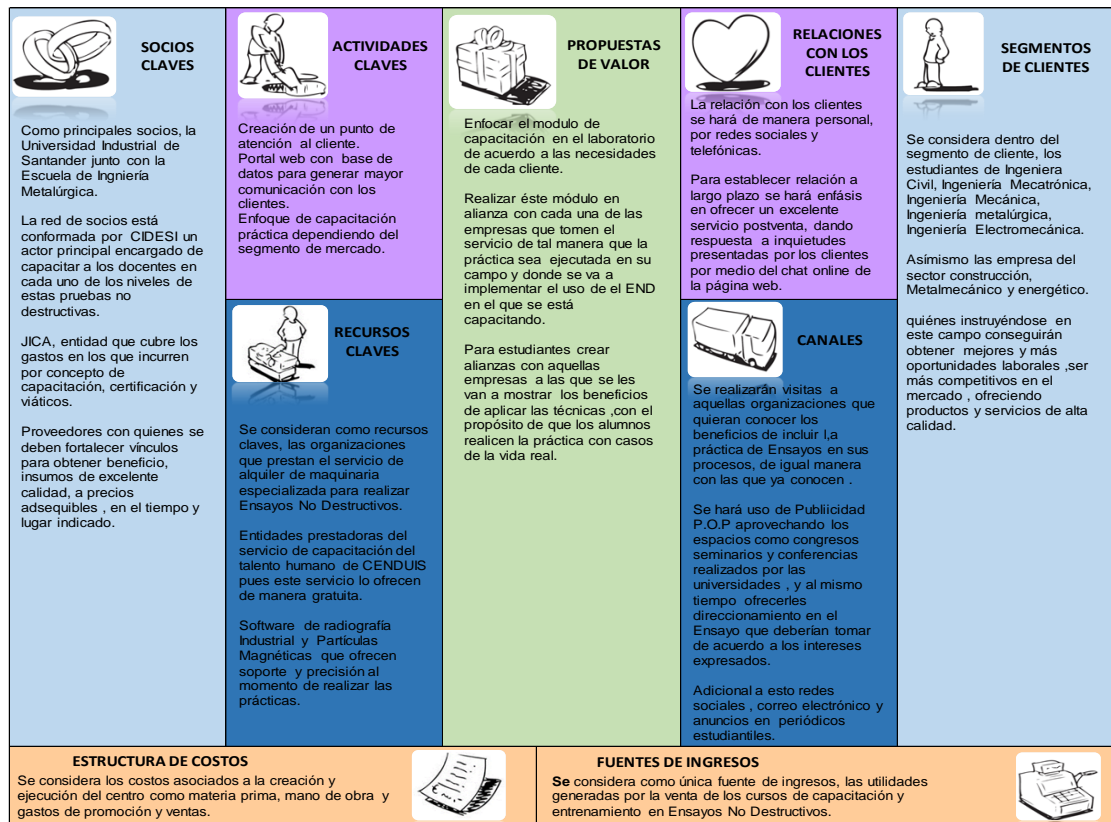 SOCIOS
CLAVES
Como principales socios, la
Universidad Industrial de
Santander junto con la
Escuela de Ingniería
Metalúrgica.
La red de socios está
conformada por CIDESI un
actor principal encargado de
capacitar a los docentes en
cada uno de los niveles de
estas pruebas no
destructivas.
JICA, entidad que cubre los
gastos en los que incurren
por concepto de
capacitación, certificación y
viáticos.
Proveedores con quienes se
deben fortalecer vínculos
para obtener beneficio,
insumos de excelente
calidad, a precios
adsequibles , en el tiempo y
lugar indicado.
ACTIVIDADES
CLAVES
Creación de un punto de
atención al cliente.
Portal web con base de
datos para generar mayor
comunicación con los
clientes.
Enfoque de capacitación
práctica dependiendo del
segmento de mercado.
RECURSOS
CLAVES
Se consideran como recursos
claves, las organizaciones
que prestan el servicio de
alquiler de maquinaria
especializada para realizar
Ensayos No Destructivos.
Entidades prestadoras del
servicio de capacitación del
talento humano de CENDUIS
pues este servicio lo ofrecen
de manera gratuita.
Software de radiografía
Industrial y Partículas
Magnéticas que ofrecen
soporte y precisión al
momento de realizar las
prácticas.
PROPUESTAS
DE VALOR
Enfocar el modulo de
capacitación en el laboratorio
de acuerdo a las necesidades
de cada cliente.
Realizar éste módulo en
alianza con cada una de las
empresas que tomen el
servicio de tal manera que la
práctica sea ejecutada en su
campo y donde se va a
implementar el uso de el END
en el que se está
capacitando.
Para estudiantes crear
alianzas con aquellas
empresas a las que se les
van a mostrar los beneficios
de aplicar las técnicas ,con el
propósito de que los alumnos
realicen la práctica con casos
de la vida real.
RELACIONES
CON LOS
CLIENTES
La relación con los clientes
se hará de manera personal,
por redes sociales y
telefónicas.
Para establecer relación a
largo plazo se hará enfásis
en ofrecer un excelente
servicio postventa, dando
respuesta a inquietudes
presentadas por los clientes
por medio del chat online de
la página web.
CANALES
Se realizarán visitas a
aquellas organizaciones que
quieran conocer los
beneficios de incluir l,a
práctica de Ensayos en sus
procesos, de igual manera
con las que ya conocen .
Se hará uso de Publiicidad
P.O.P aprovechando los
espacios como congresos
seminarios y conferencias
realizados por las
universidades , y al mismo
tiempo ofrecerles
direccionamiento en el
Ensayo que deberían tomar
de acuerdo a los intereses
expresados.
Adicional a esto redes
sociales , correo electrónico y
anuncios en periódicos
estudiantiles.
SEGMENTOS
DE CLIENTES
Se considera dentro del
segmento de cliente, los
estudiantes de Ingeniera
Civil, Ingeniería Mecatrónica,
Ingeniería Mecánica,
Ingeniería metalúrgica,
Ingeniería Electromecánica.
Asímismo las empresa del
sector construcción,
Metalmecánico y energético.
quiénes instruyéndose en
este campo conseguirán
obtener mejores y más
oportunidades laborales ,ser
más competitivos en el
mercado , ofreciendo
productos y servicios de alta
calidad.
ESTRUCTURA DE COSTOS
Se considera los costos asociados a la creación y
ejecución del centro como materia prima, mano de obra y
gastos de promoción y ventas.
FUENTES DE INGRESOS
Se considera como única fuente de ingresos, las utilidades
generadas por la venta de los cursos de capacitación y
entrenamiento en Ensayos No Destructivos.